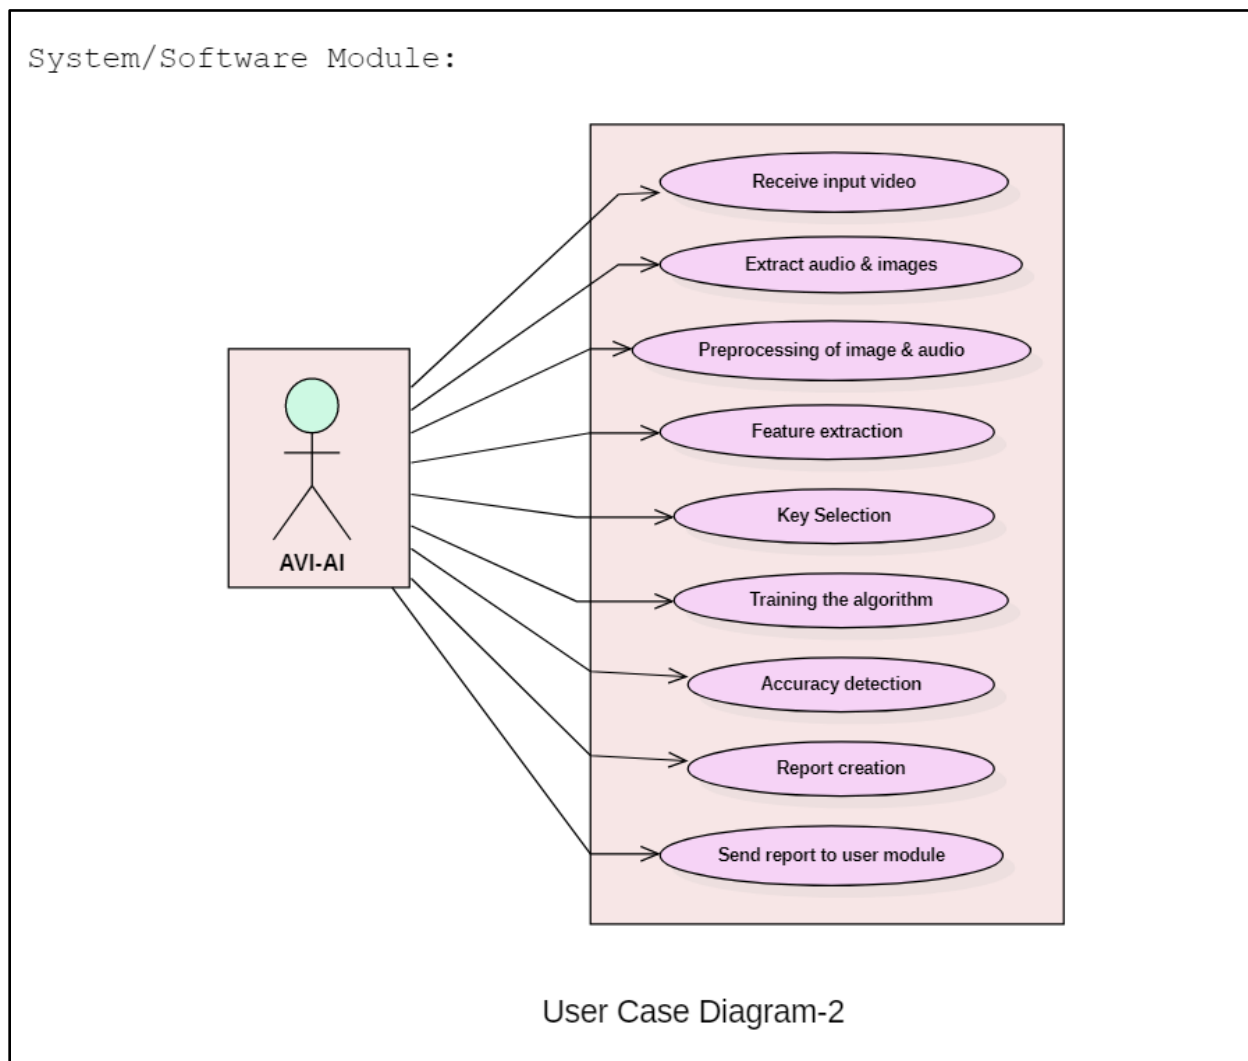 System/Software Module:
Receive input video
Extract audio & images
Preprocessing of image & audio
Feature extraction
Key Selection
AVI-AI
Training the algorithm
Accuracy detection
Report creation
Send report to user module
User Case Diagram-2